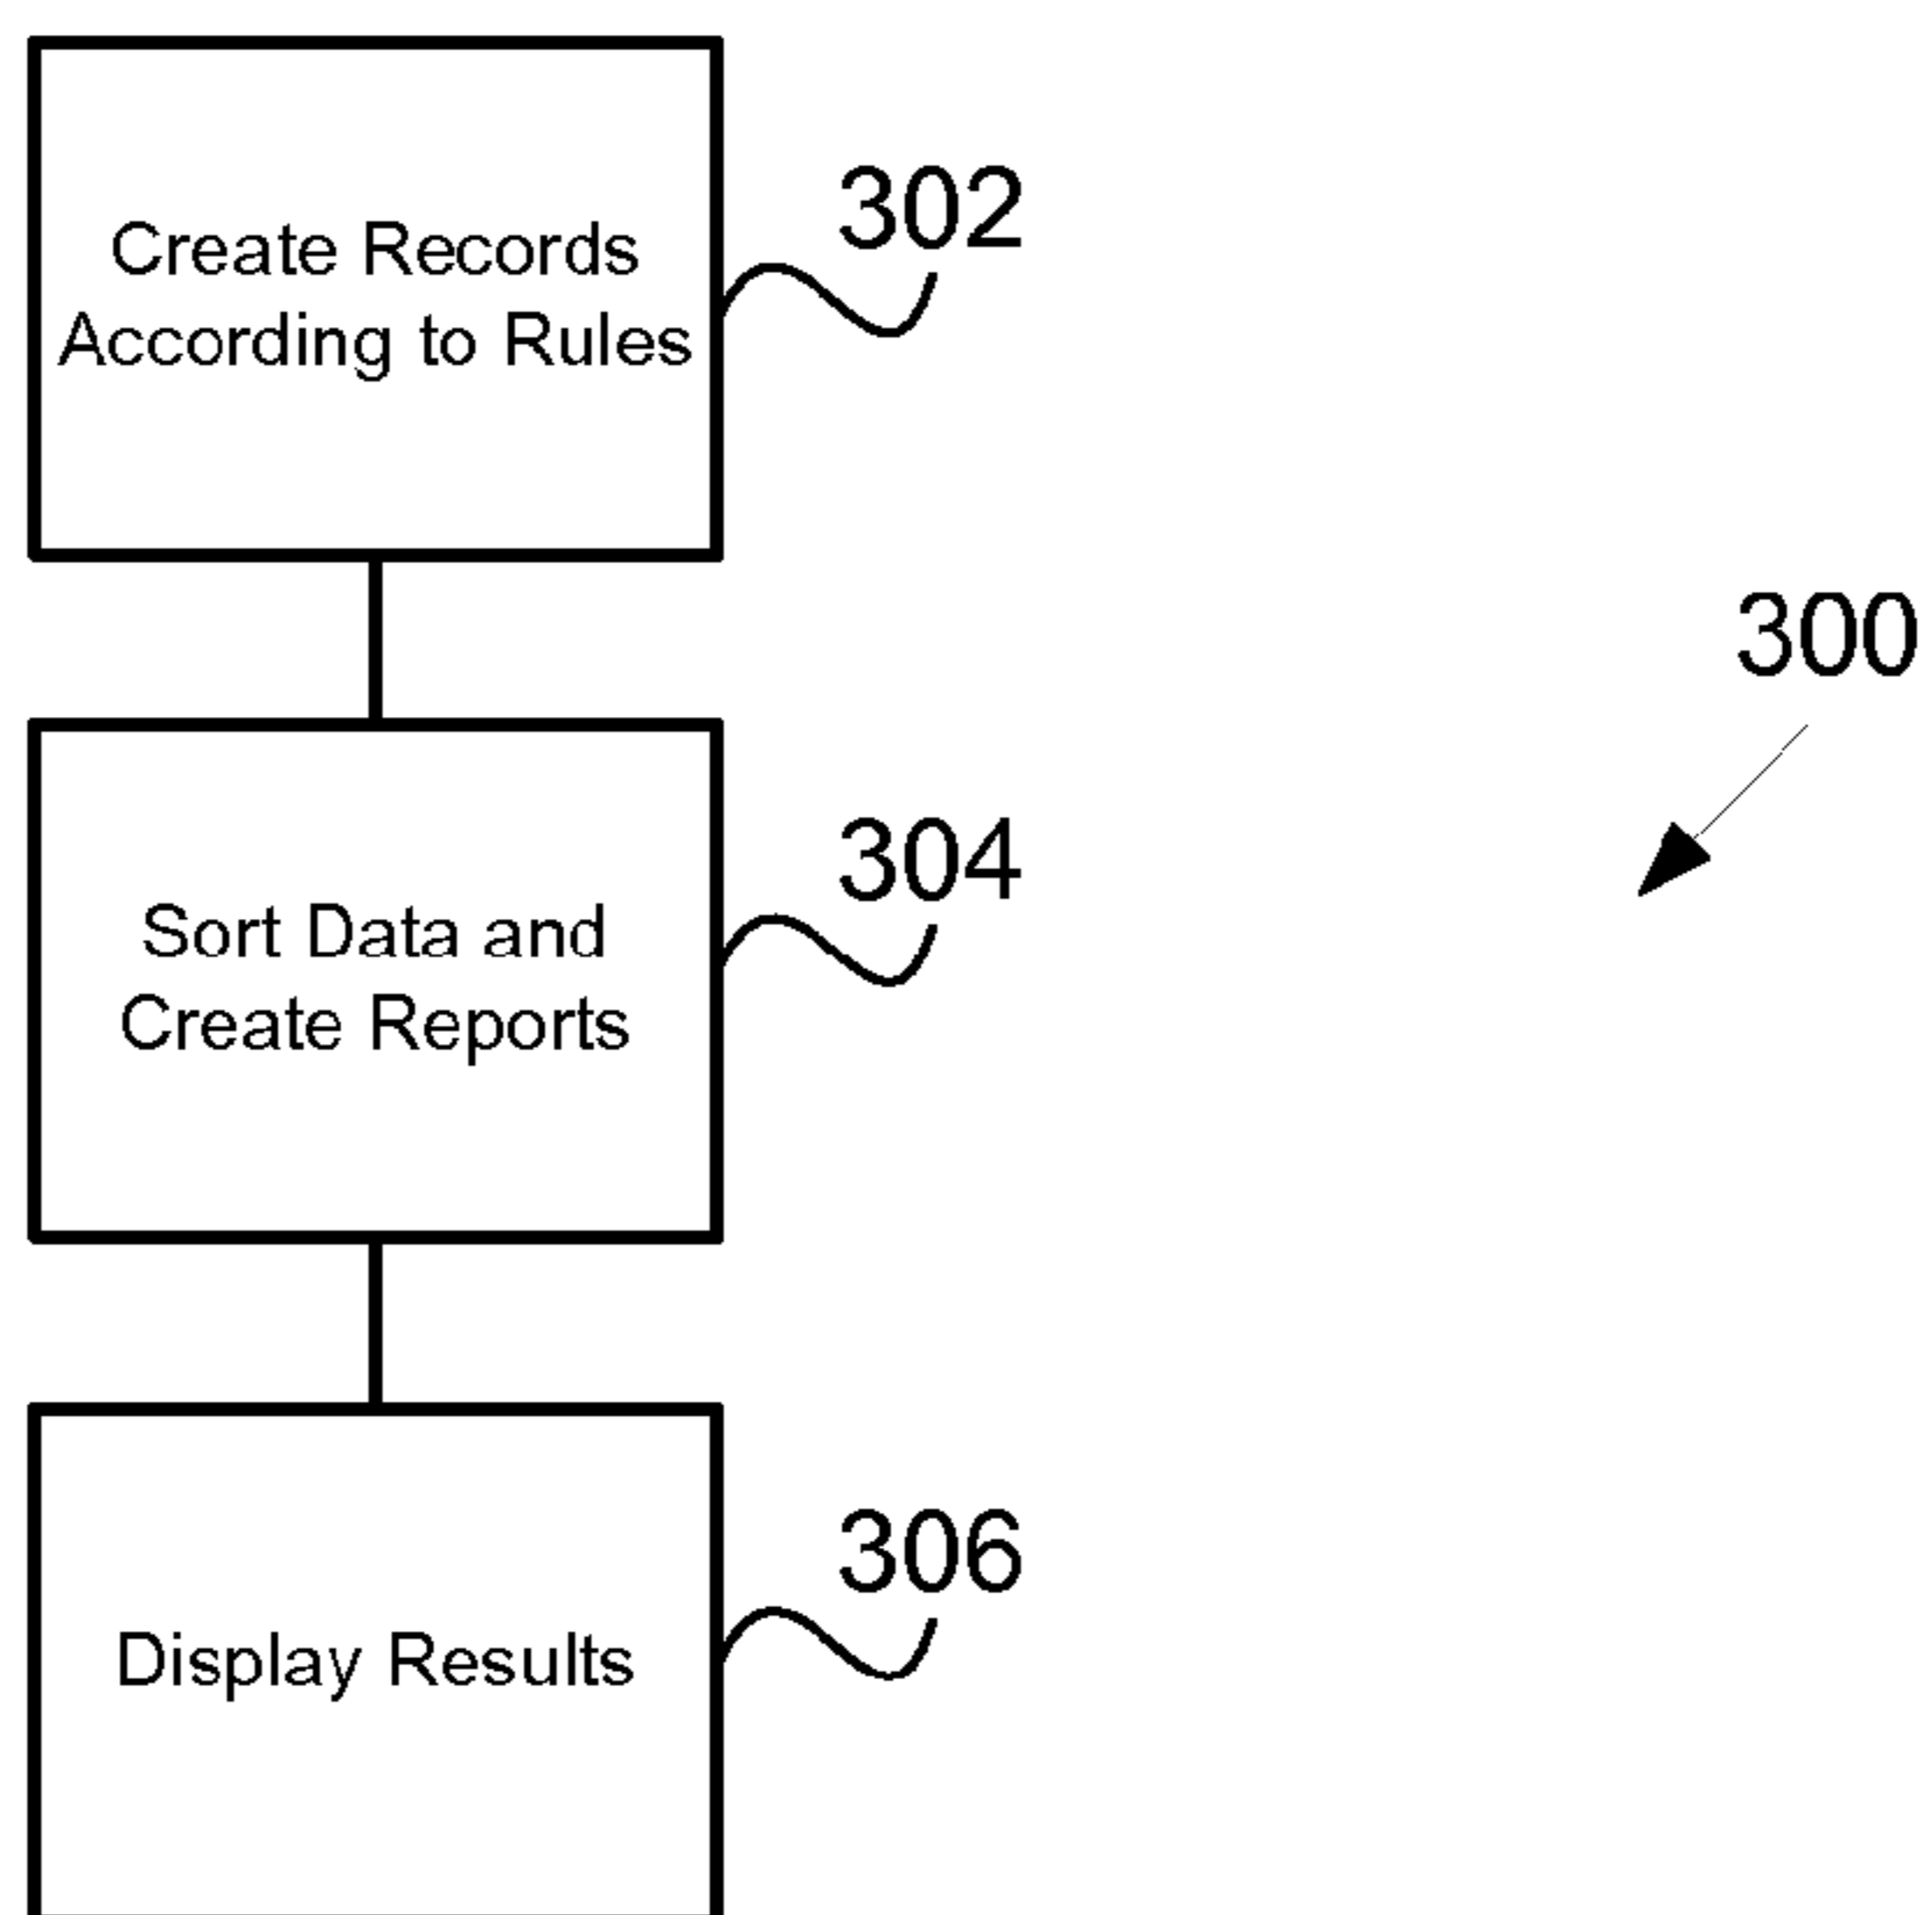 Create Records
According to Rules
302
300
Sort Data and
Create Reports
304
Display Results
306